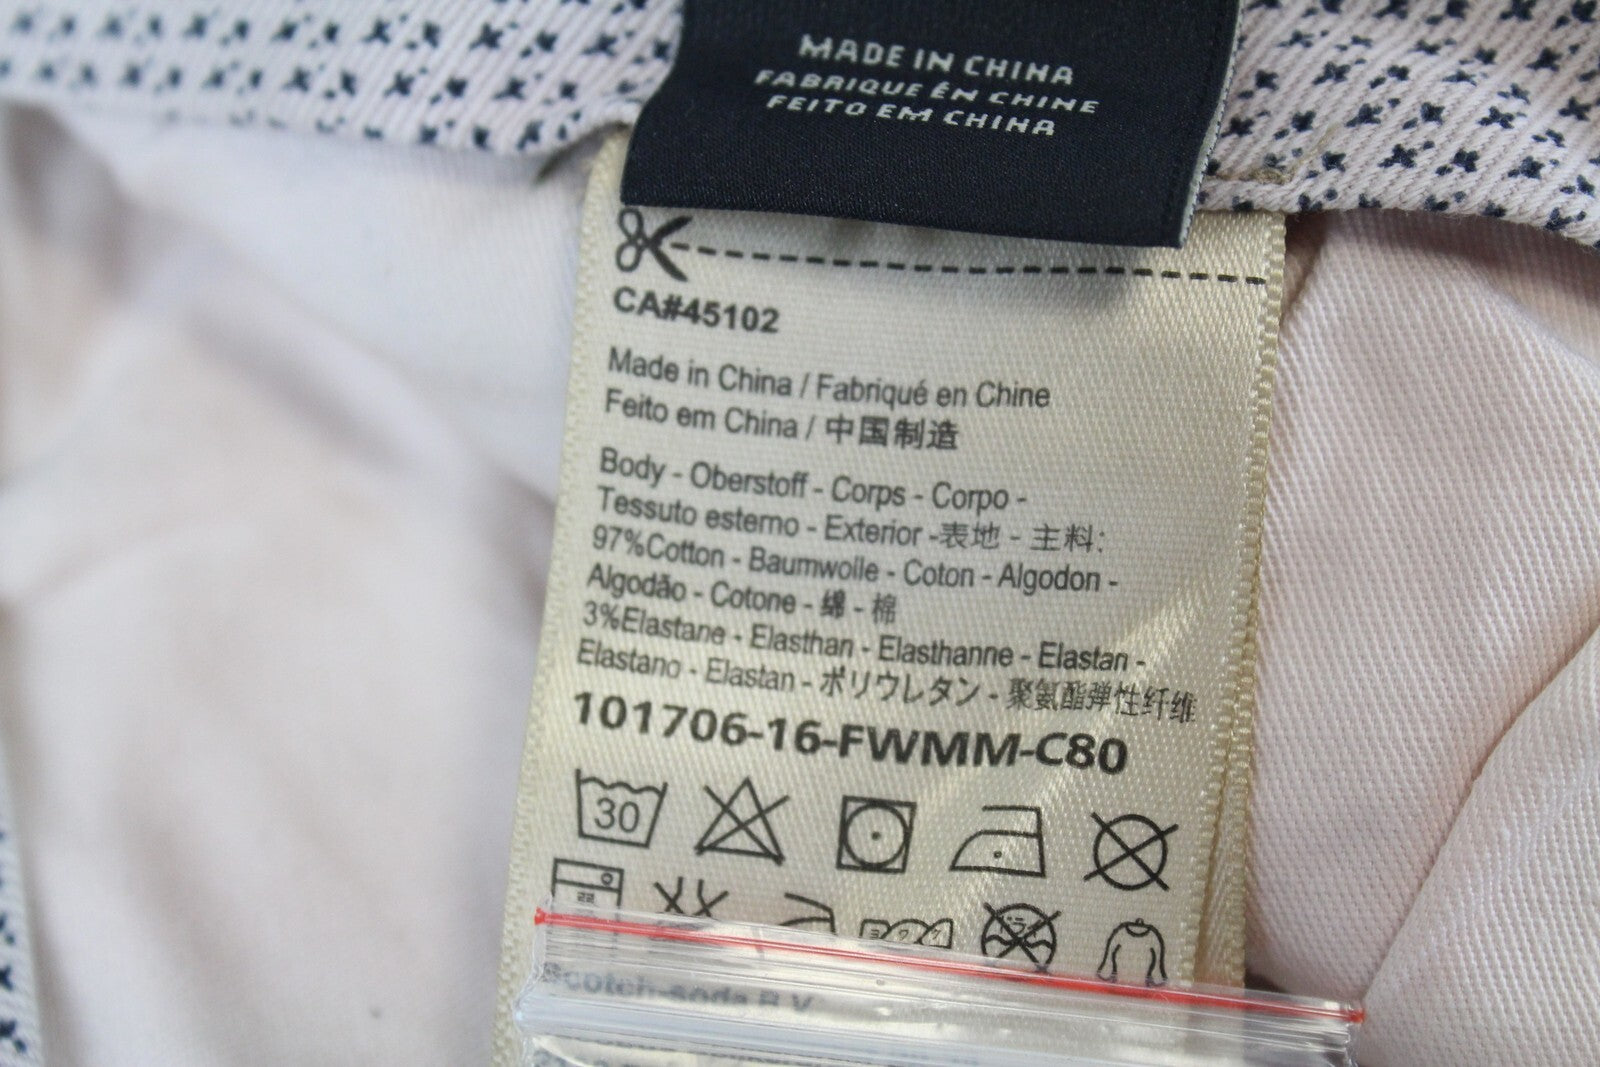 MADE IN CHINA
FABRIQUE ÊN CHINE
FEITO EM CHINA
CA#45102
Made in China / Fabriqué en Chine
Feito em China / 中国制造
Body - Oberstoff - Corps - Corpo -
Tessuto esterno - Exterior -表地 - 主料:
97%Cotton - Baumwolle - Coton - Algodon -
Algodão - Cotone - 綿 - 棉
3%Elastane - Elasthan - Elasthanne - Elastan -
Elastano - Elastan - ポリウレタン - 聚氨酯弹性纤维
101706-16-FWMM-C80
30
Scotch-soda B.V.